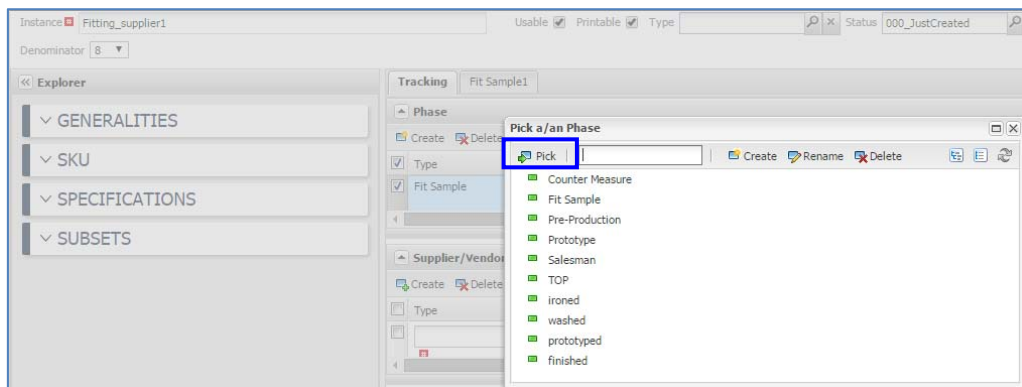 Instance Fitting_supplier1 Usable Printable Type Status 000_JustCreated
Denominator 8
Explorer
GENERALITIES
SKU
SPECIFICATIONS
SUBSETS
Tracking Fit Sample1
Phase
Create Delete
Type
Fit Sample
Supplier/Vendor
Create Delete
Type
Pick a/an Phase
Pick Create Rename Delete
Counter Measure
Fit Sample
Pre-Production
Prototype
Salesman
TOP
ironed
washed
prototyped
finished